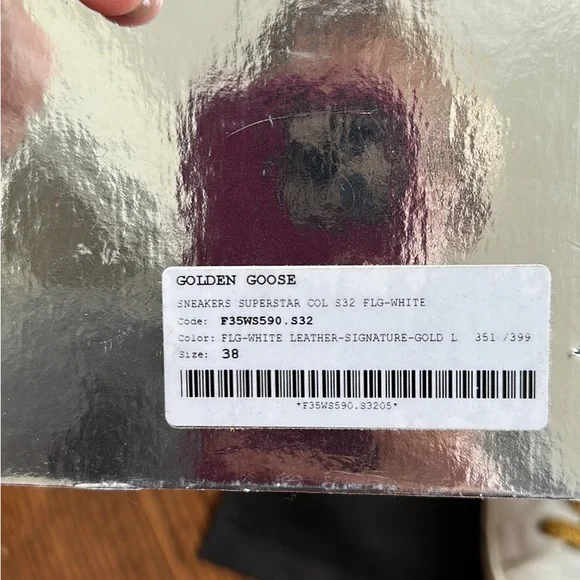 GOLDEN GOOSE
SNEAKERS SUPERSTAR COL S32 FLG-WHITE
Code: F35WS590.S32
Color: FLG-WHITE LEATHER-SIGNATURE-GOLD L 351 /399
Size: 38
*F35WS590.S3205*